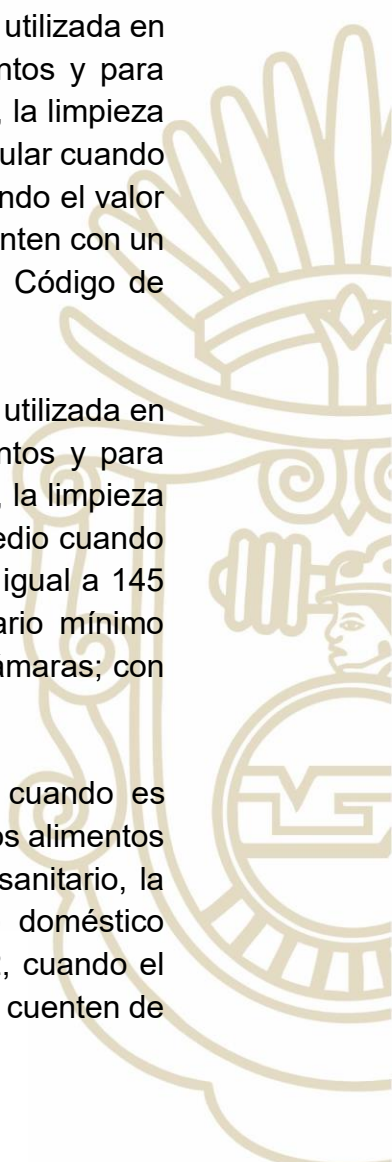 utilizada en
ntos y para
, la limpieza
ular cuando
ndo el valor
enten con un
Código de
utilizada en
ntos y para
, la limpieza
edio cuando
igual a 145
ario mínimo
ámaras; con
cuando es
os alimentos
sanitario, la
doméstico
, cuando el
cuenten de